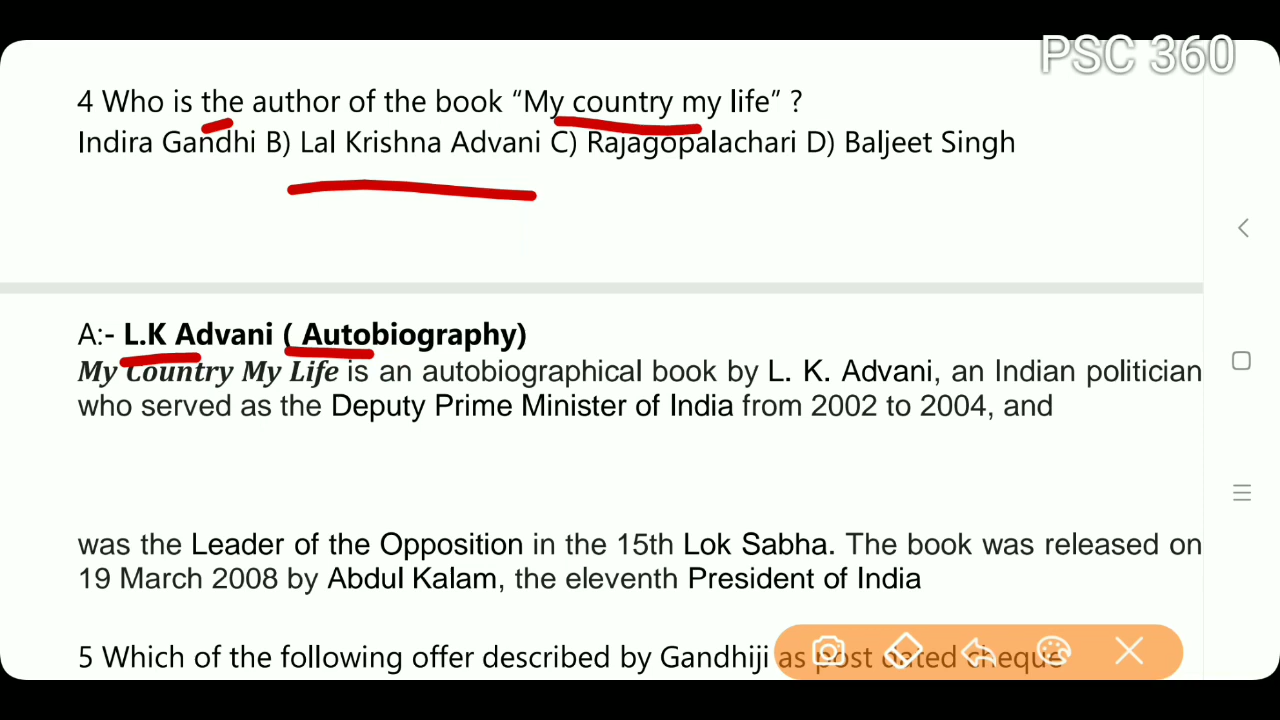 PSC 360
4 Who is the author of the book “My country my life” ?
Indira Gandhi B) Lal Krishna Advani C) Rajagopalachari D) Baljeet Singh
A:- L.K Advani ( Autobiography)
My Country My Life is an autobiographical book by L. K. Advani, an Indian politician
who served as the Deputy Prime Minister of India from 2002 to 2004, and
was the Leader of the Opposition in the 15th Lok Sabha. The book was released on
19 March 2008 by Abdul Kalam, the eleventh President of India
5 Which of the following offer described by Gandhiji as post dated cheque